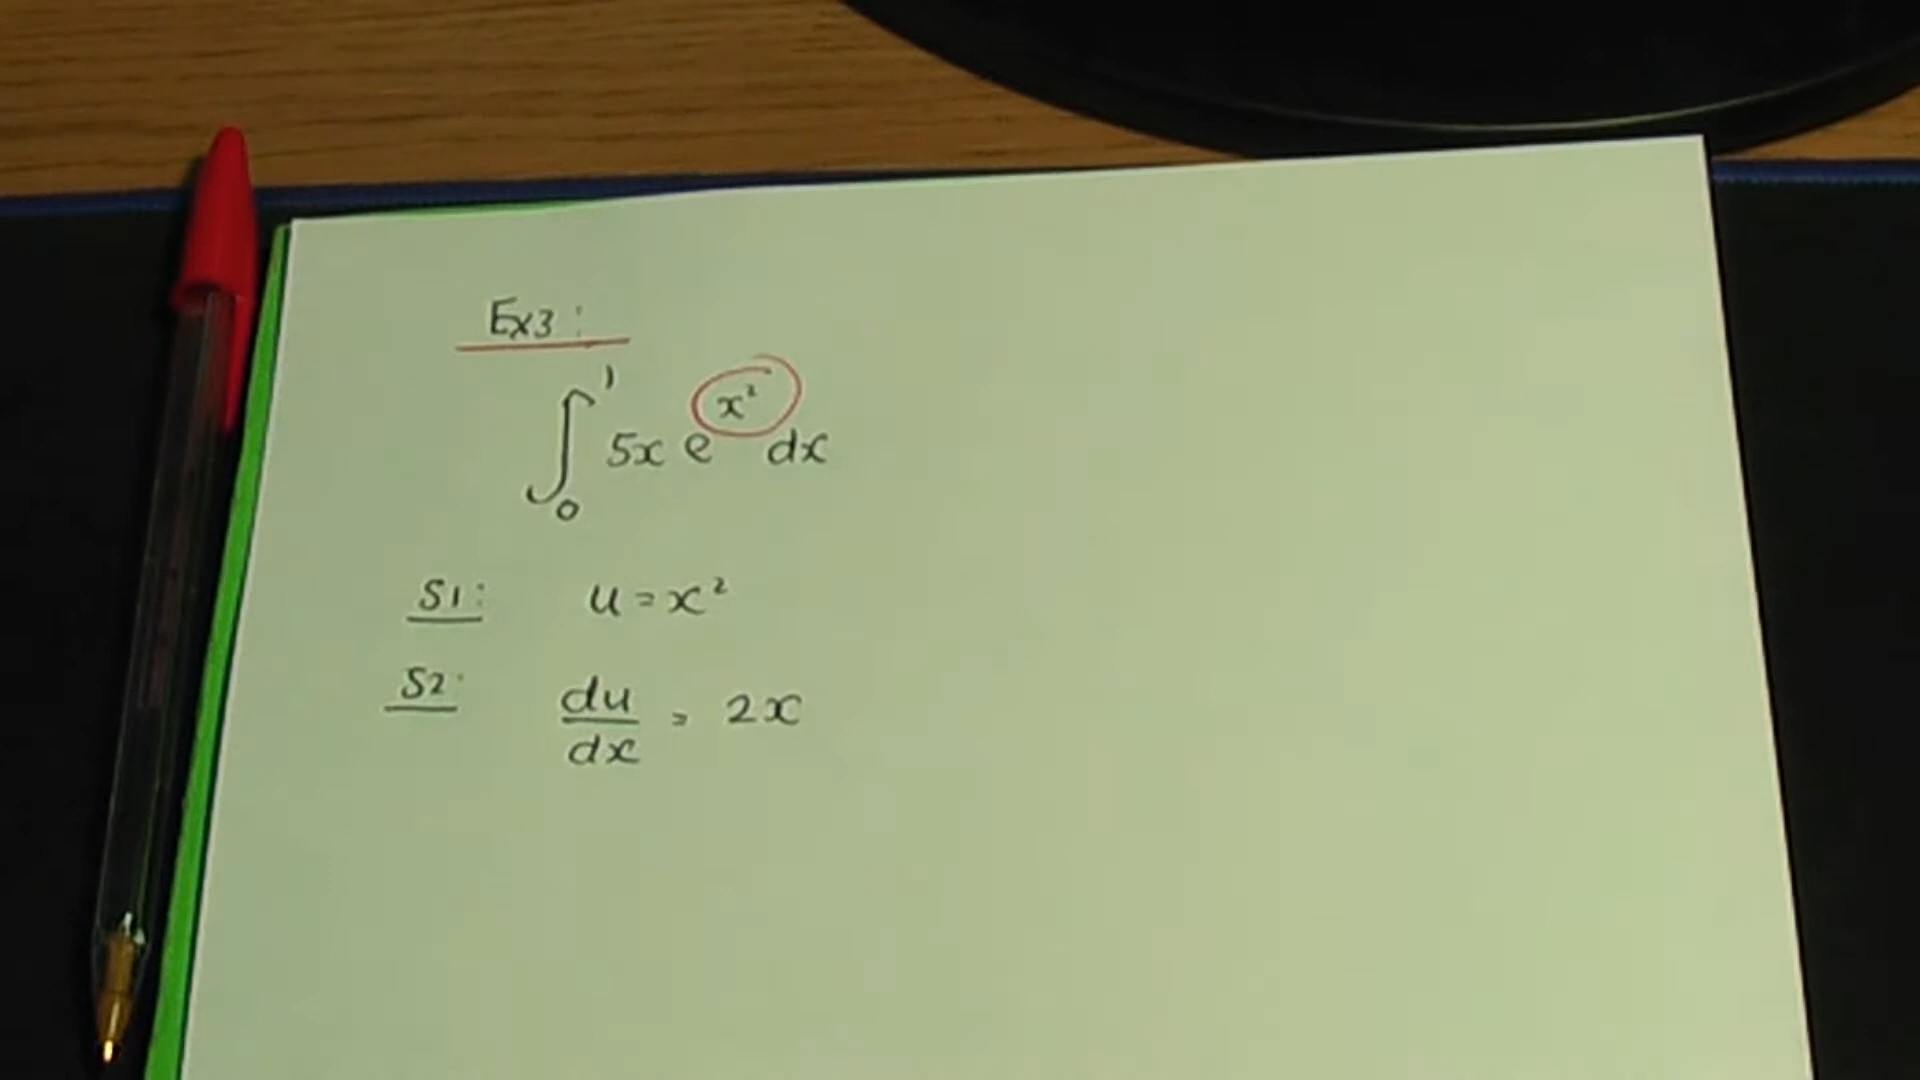 Ex3:
∫₀¹ 5x e^{x²} dx
S1: u = x²
S2: du/dx = 2x